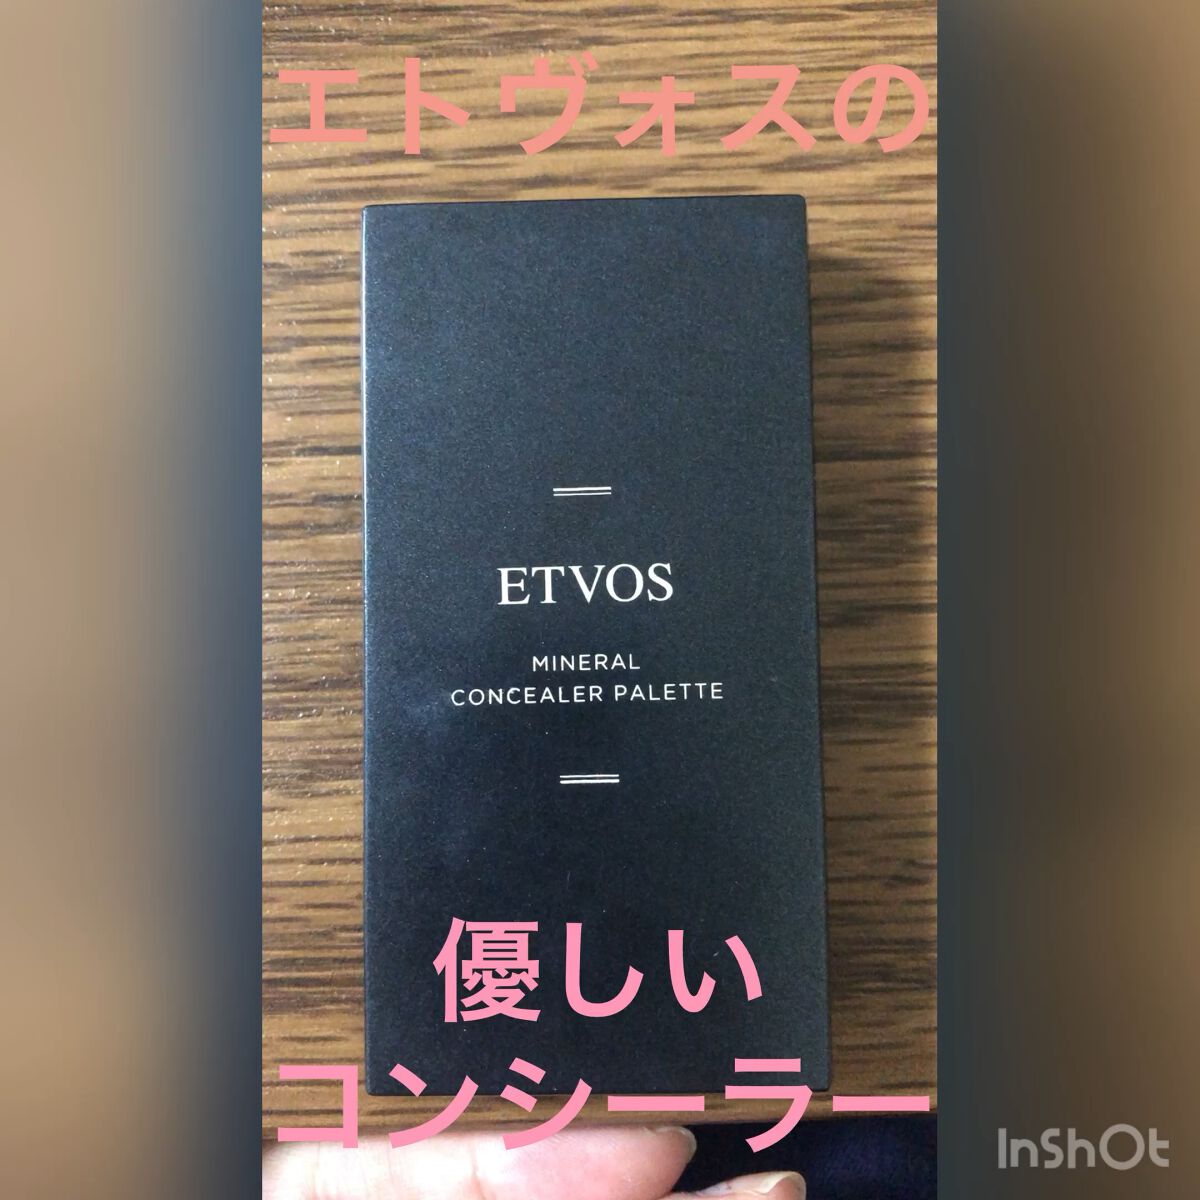 エトヴォスの
ETVOS
MINERAL
CONCEALER PALETTE
優しい
コンシーラー
InShOt